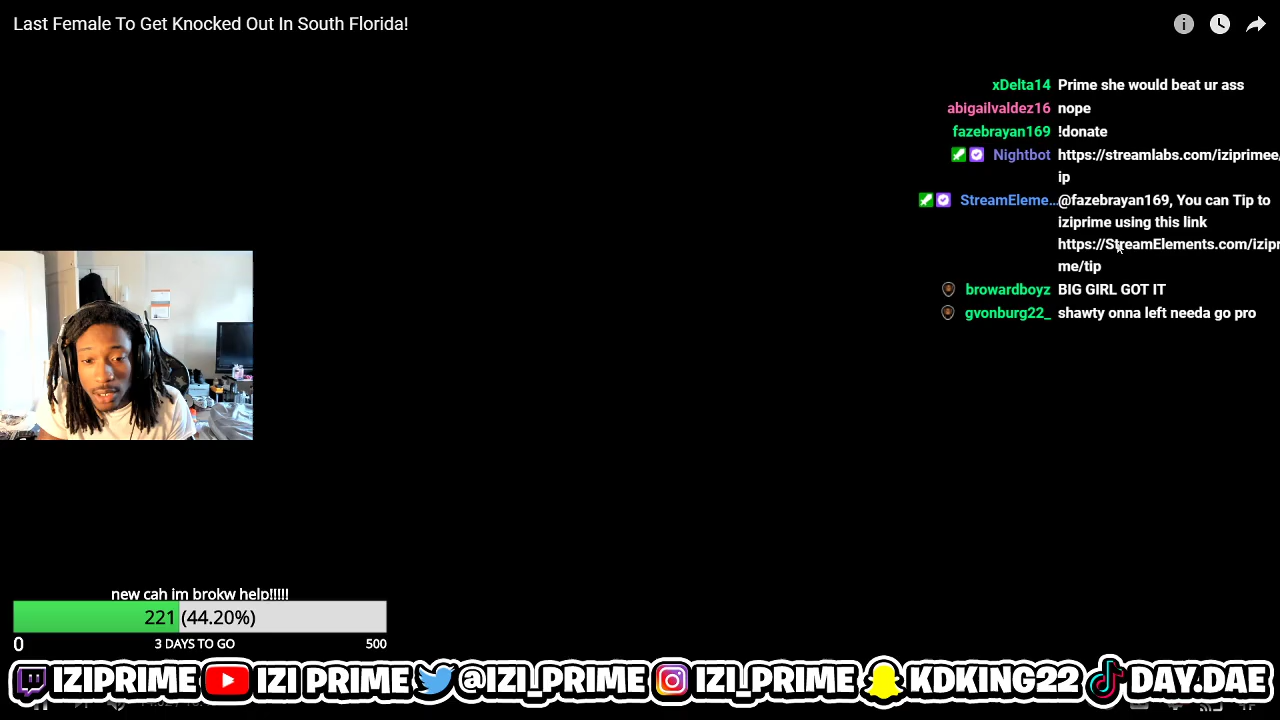 Last Female To Get Knocked Out In South Florida!
xDelta14 Prime she would beat ur ass
abigailvaldez16 nope
fazebrayan169 !donate
Nightbot https://streamlabs.com/iziprimee/
ip
StreamEleme... @fazebrayan169, You can Tip to
iziprime using this link
https://StreamElements.com/izipr
me/tip
browardboyz BIG GIRL GOT IT
gvonburg22_ shawty onna left needa go pro
new cah im brokw help!!!!!
221 (44.20%)
0 3 DAYS TO GO 500
IZIPRIME IZI PRIME @IZI_PRIME IZI_PRIME KDKING22 DAY.DAE